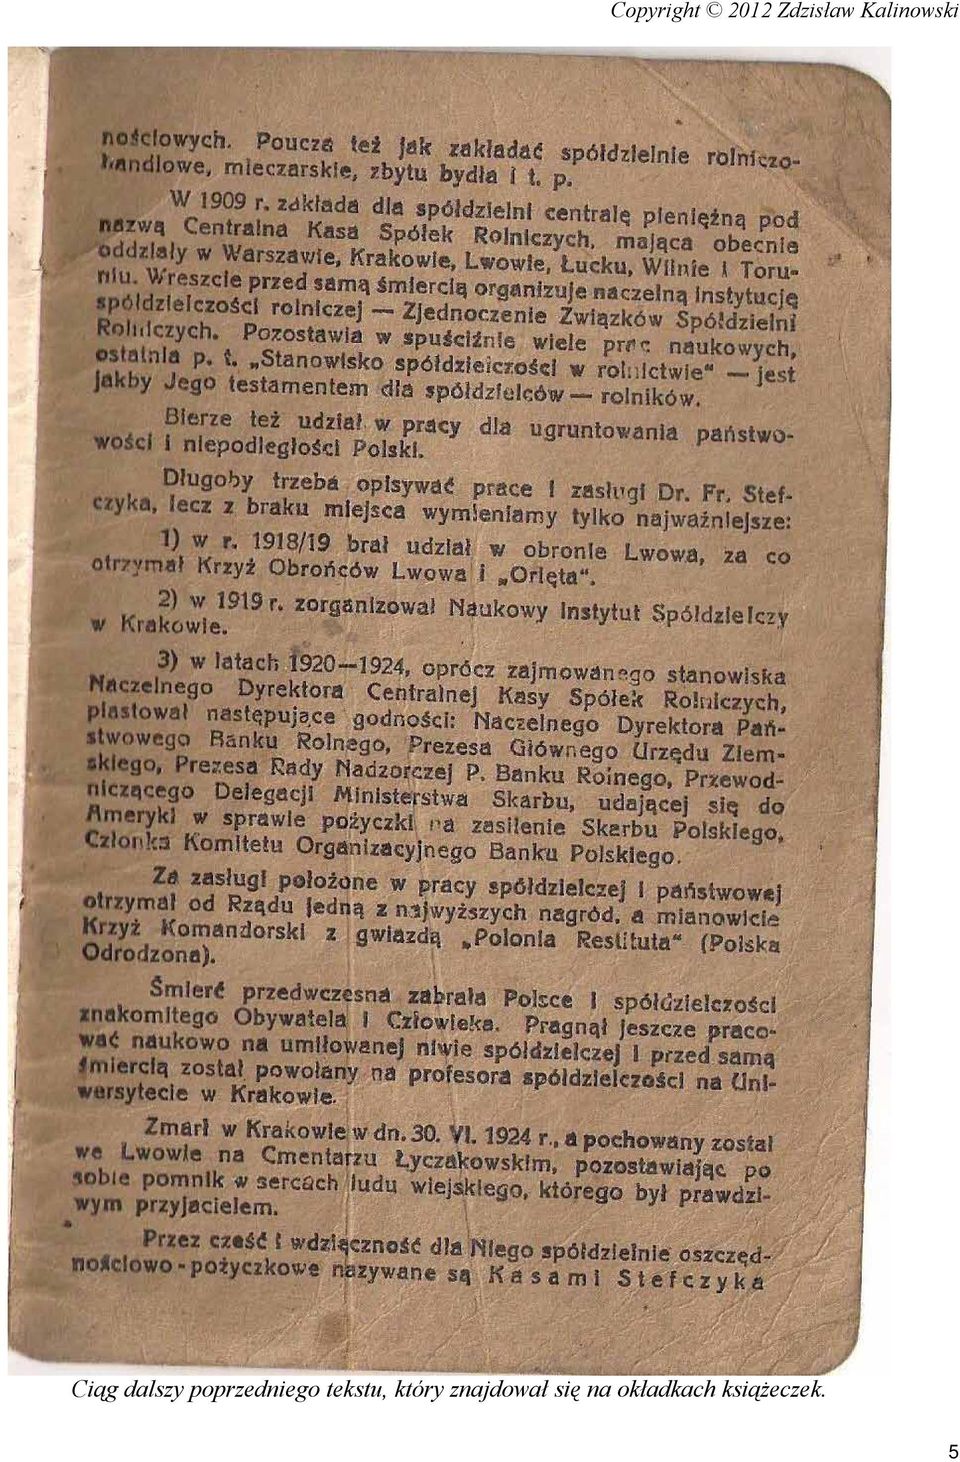 Copyright © 2012 Zdzisław Kalinowski
nościowych. Poucza też jak zakładać spółdzielnie rolniczo-
handlowe, mleczarskie, zbytu bydła i t. p.
W 1909 r. zakłada dla spółdzielni centralę pieniężną pod
nazwą Centralna Kasa Spółek Rolniczych, mająca obecnie
oddziały w Warszawie, Krakowie, Lwowie, Łucku, Wilnie i Toru-
niu. Wreszcie przed samą śmiercią organizuje naczelną instytucję
spółdzielczości rolniczej — Zjednoczenie Związków Spółdzielni
Rolniczych. Pozostawia w spuściźnie wiele prac naukowych,
ostatnia p. t. „Stanowisko spółdzielczości w rolnictwie" — jest
jakby Jego testamentem dla spółdzielców — rolników.
Bierze też udział w pracy dla ugruntowania państwo-
wości i niepodległości Polski.
Długoby trzeba opisywać prace i zasługi Dr. Fr. Stef-
czyka, lecz z braku miejsca wymieniamy tylko najważniejsze:
1) w r. 1918/19 brał udział w obronie Lwowa, za co
otrzymał Krzyż Obrońców Lwowa i „Orlęta".
2) w 1919 r. zorganizował Naukowy Instytut Spółdzielczy
w Krakowie.
3) w latach 1920—1924, oprócz zajmowanego stanowiska
Naczelnego Dyrektora Centralnej Kasy Spółek Rolniczych,
piastował następujące godności: Naczelnego Dyrektora Pań-
stwowego Banku Rolnego, Prezesa Głównego Urzędu Ziem-
skiego, Prezesa Rady Nadzorczej P. Banku Rolnego, Przewod-
niczącego Delegacji Ministerstwa Skarbu, udającej się do
Ameryki w sprawie pożyczki na zasilenie Skarbu Polskiego,
Członka Komitetu Organizacyjnego Banku Polskiego.
Za zasługi położone w pracy spółdzielczej i państwowej
otrzymał od Rządu jedną z najwyższych nagród, a mianowicie
Krzyż Komandorski z gwiazdą „Polonia Restituta" (Polska
Odrodzona).
Śmierć przedwczesna zabrała Polsce i spółdzielczości
znakomitego Obywatela i Człowieka. Pragnął jeszcze praco-
wać naukowo na umiłowanej niwie spółdzielczej i przed samą
śmiercią został powołany na profesora spółdzielczości na Uni-
wersytecie w Krakowie.
Zmarł w Krakowie w dn. 30. VI. 1924 r., a pochowany został
we Lwowie na Cmentarzu Łyczakowskim, pozostawiając po
sobie pomnik w sercach ludu wiejskiego, którego był prawdzi-
wym przyjacielem.
Przez cześć i wdzięczność dla Niego spółdzielnie oszczęd-
nościowo-pożyczkowe nazywane są Kasami Stefczyka
Ciąg dalszy poprzedniego tekstu, który znajdował się na okładkach książeczek.
5